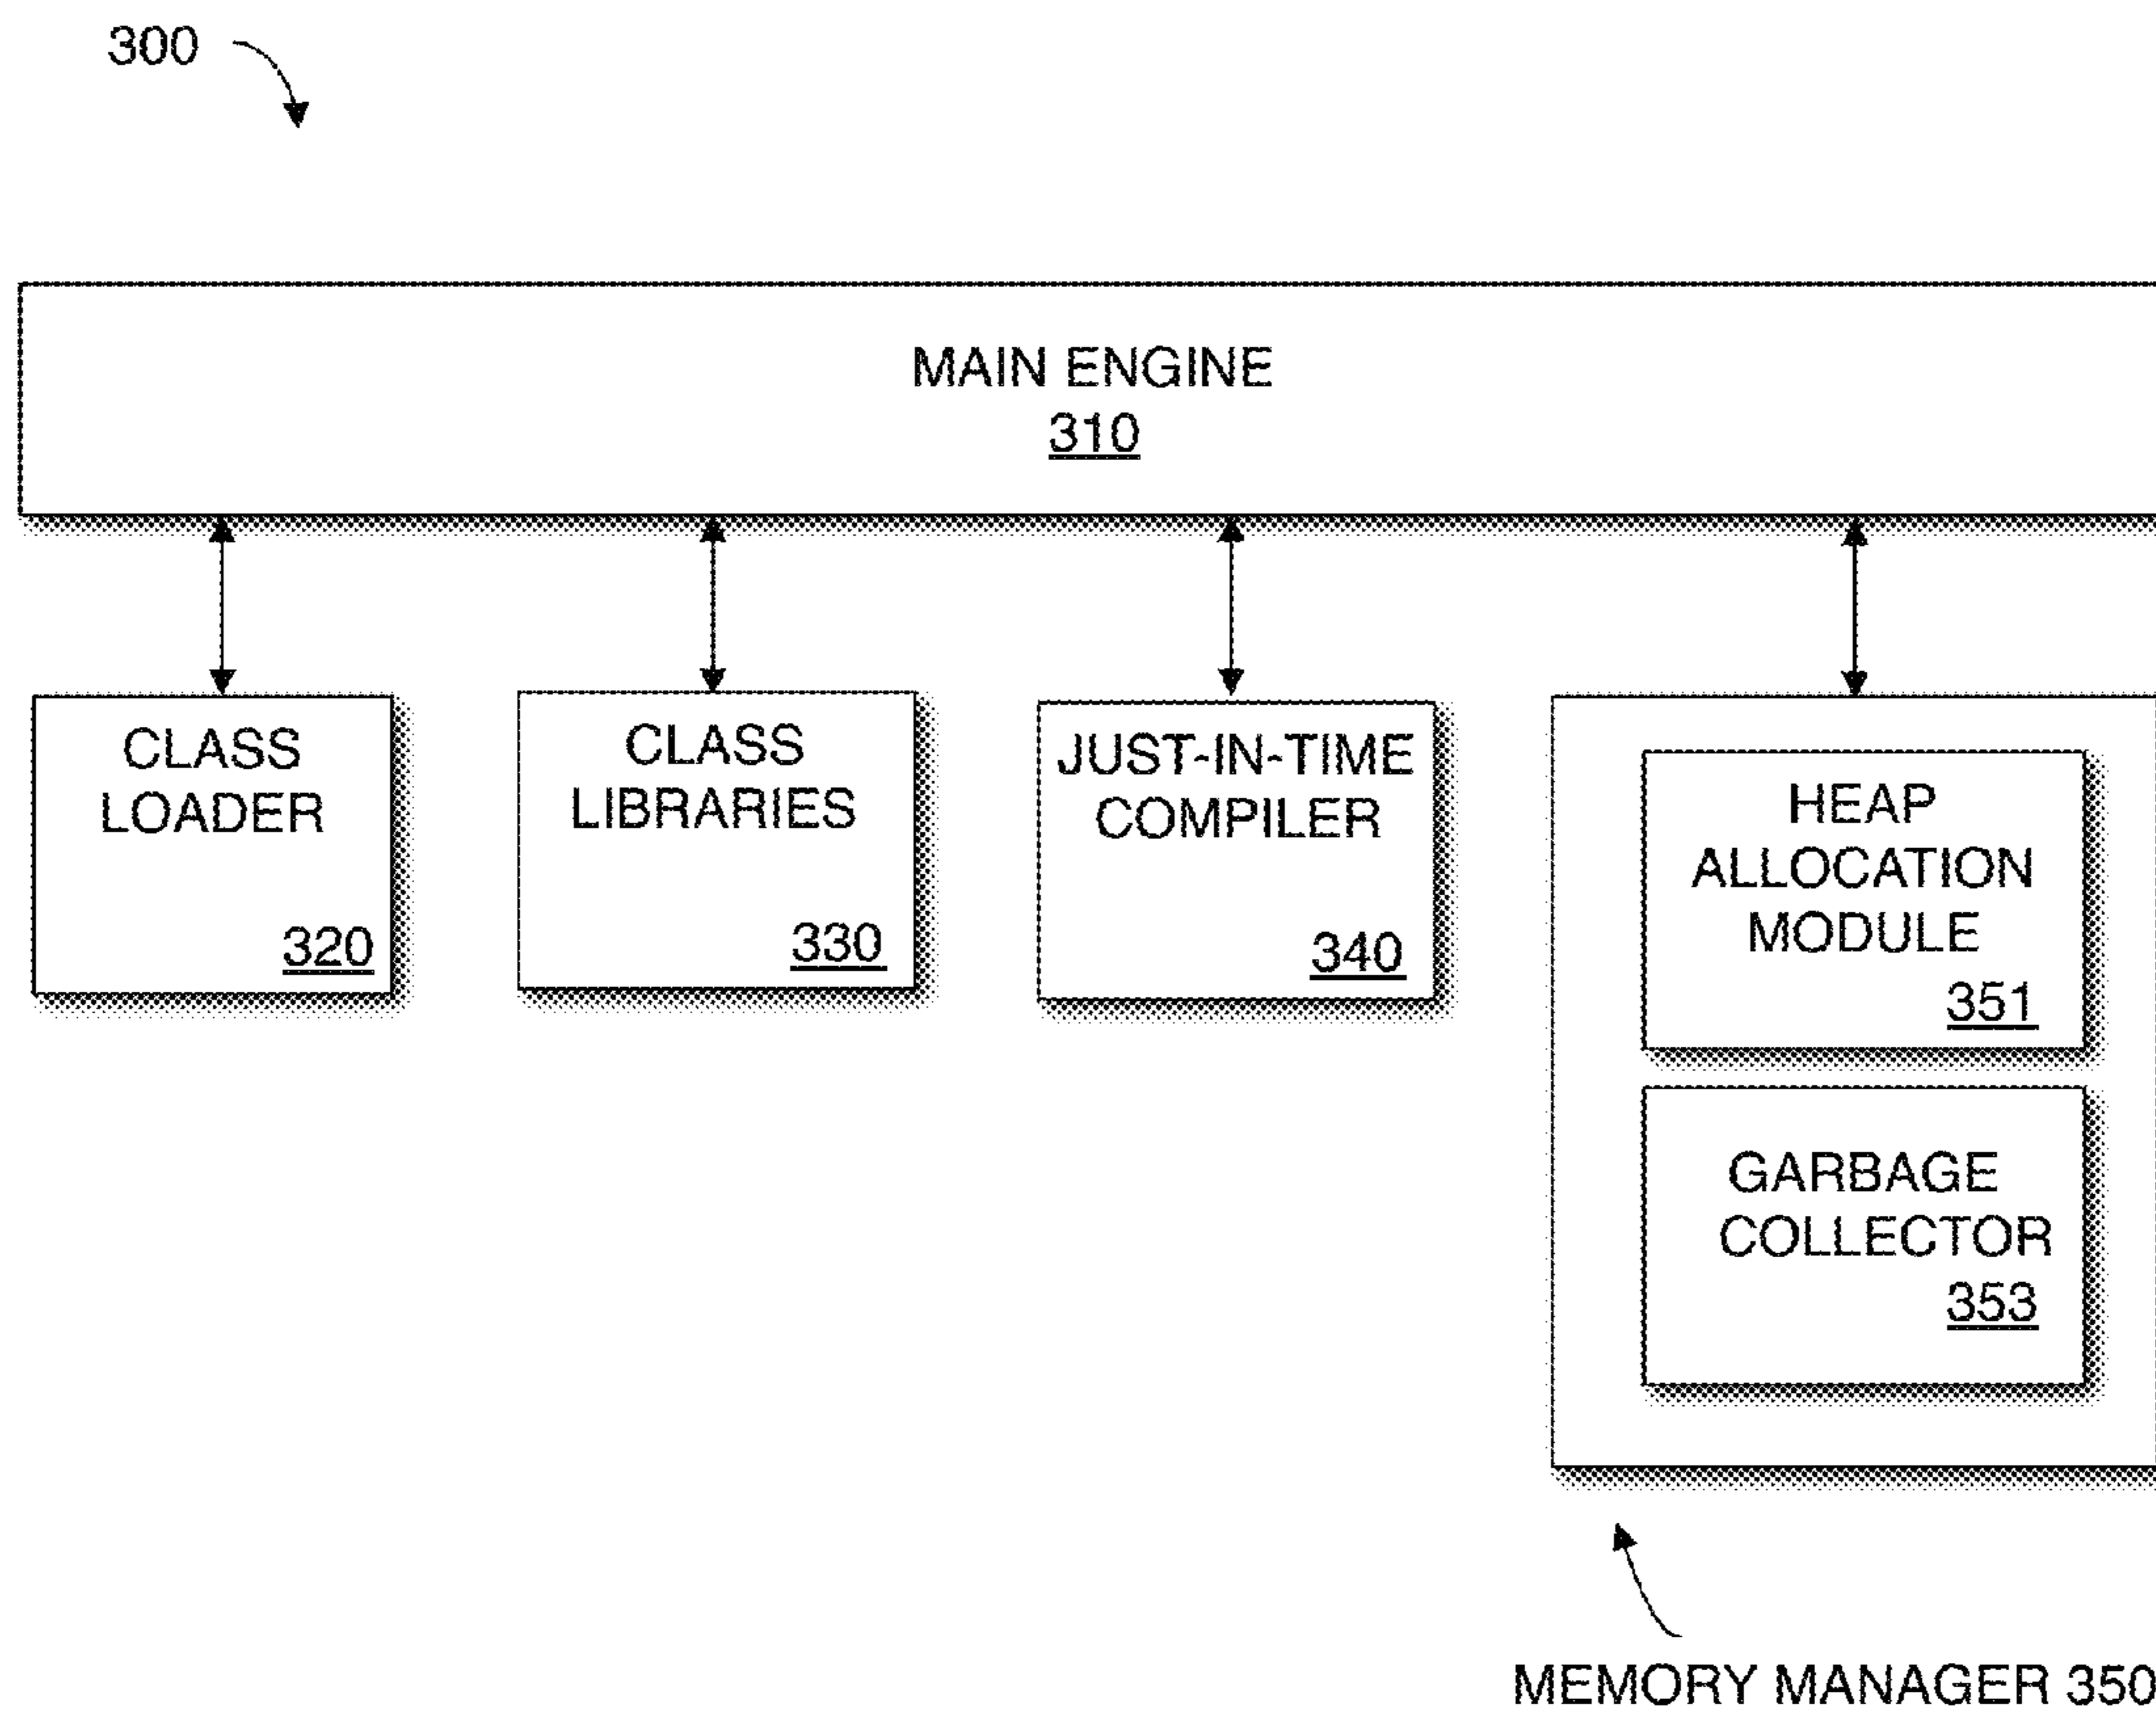 300
MAIN ENGINE
310
CLASS
LOADER
320
CLASS
LIBRARIES
330
JUST-IN-TIME
COMPILER
340
HEAP
ALLOCATION
MODULE
351
GARBAGE
COLLECTOR
353
MEMORY MANAGER 350